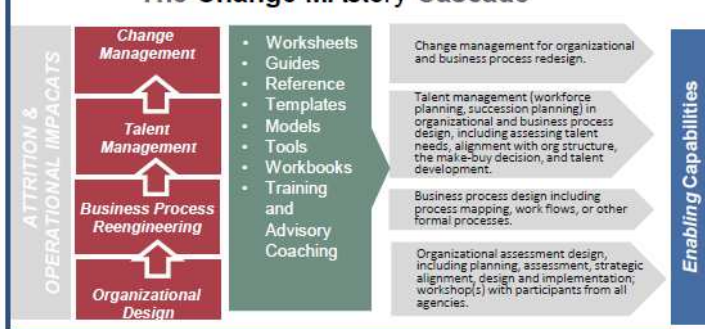 The Change MAstery Cascade
ATTRITION &
OPERATIONAL IMPACATS
Change
Management
Talent
Management
Business Process
Reengineering
Organizational
Design
• Worksheets
• Guides
• Reference
• Templates
• Models
• Tools
• Workbooks
• Training
and
Advisory
Coaching
Change management for organizational
and business process redesign.
Talent management (workforce
planning, succession planning) in
organizational and business process
design, including assessing talent
needs, alignment with org structure,
the make-buy decision, and talent
development.
Business process design including
process mapping, work flows, or other
formal processes.
Organizational assessment design,
including planning, assessment, strategic
alignment, design and implementation;
workshop(s) with participants from all
agencies.
Enabling Capabilities